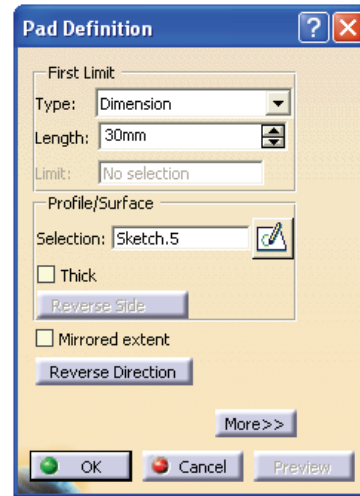 Pad Definition
First Limit
Type: Dimension
Length: 30mm
Limit: No selection
Profile/Surface
Selection: Sketch.5
Thick
Reverse Side
Mirrored extent
Reverse Direction
More>>
OK Cancel Preview